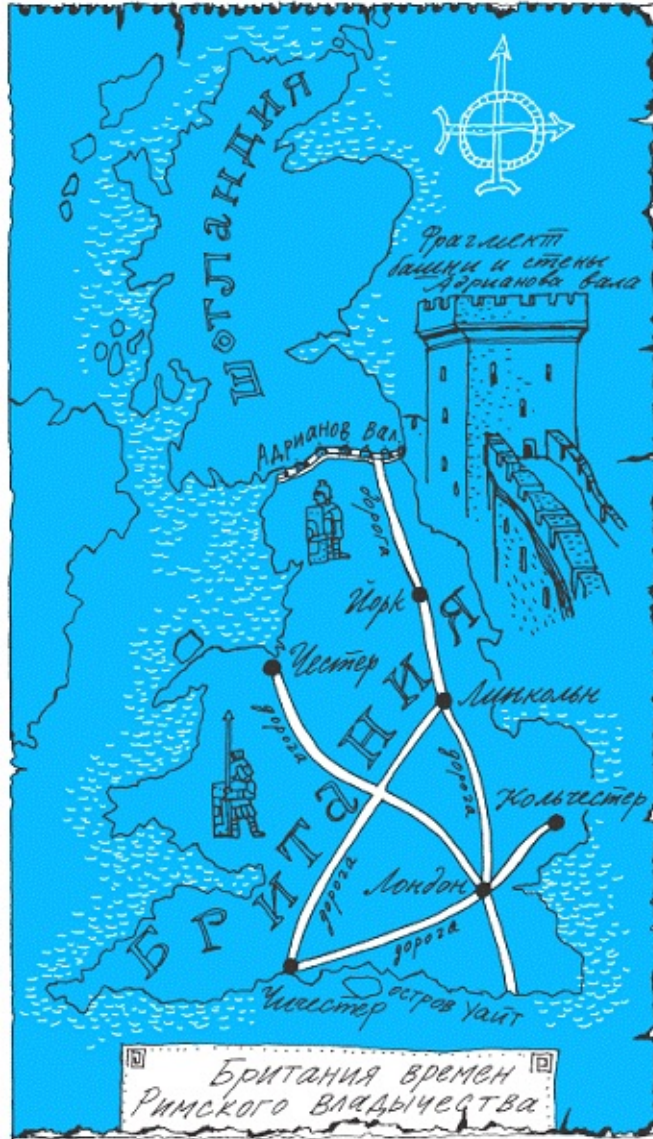 Шотландия
Фрагмент
башни и стены
Адрианова вала
Адрианов вал
дорога
Йорк
Честер
Линкольн
Британия
дорога
дорога
Кольчестер
Лондон
дорога
дорога
Чичестер
остров Уайт
Британия времен
Римского владычества